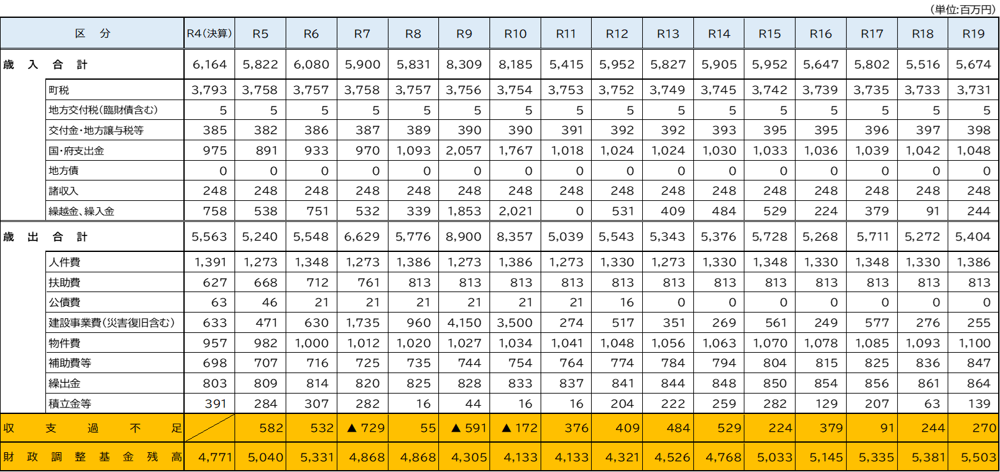 （単位:百万円）
区　分 R4（決算） R5 R6 R7 R8 R9 R10 R11 R12 R13 R14 R15 R16 R17 R18 R19
歳入合計 6,164 5,822 6,080 5,900 5,831 8,309 8,185 5,415 5,952 5,827 5,905 5,952 5,647 5,802 5,516 5,674
町税 3,793 3,758 3,757 3,758 3,757 3,756 3,754 3,753 3,752 3,749 3,745 3,742 3,739 3,735 3,733 3,731
地方交付税（臨財債含む） 5 5 5 5 5 5 5 5 5 5 5 5 5 5 5 5
交付金・地方譲与税等 385 382 386 387 389 390 390 391 392 392 393 395 395 396 397 398
国・府支出金 975 891 933 970 1,093 2,057 1,767 1,018 1,024 1,024 1,030 1,033 1,036 1,039 1,042 1,048
地方債 0 0 0 0 0 0 0 0 0 0 0 0 0 0 0 0
諸収入 248 248 248 248 248 248 248 248 248 248 248 248 248 248 248 248
繰越金、繰入金 758 538 751 532 339 1,853 2,021 0 531 409 484 529 224 379 91 244
歳出合計 5,563 5,240 5,548 6,629 5,776 8,900 8,357 5,039 5,543 5,343 5,376 5,728 5,268 5,711 5,272 5,404
人件費 1,391 1,273 1,348 1,273 1,386 1,273 1,386 1,273 1,330 1,273 1,330 1,348 1,330 1,348 1,330 1,386
扶助費 627 668 712 761 813 813 813 813 813 813 813 813 813 813 813 813
公債費 63 46 21 21 21 21 21 21 16 0 0 0 0 0 0 0
建設事業費（災害復旧含む） 633 471 630 1,735 960 4,150 3,500 274 517 351 269 561 249 577 276 255
物件費 957 982 1,000 1,012 1,020 1,027 1,034 1,041 1,048 1,056 1,063 1,070 1,078 1,085 1,093 1,100
補助費等 698 707 716 725 735 744 754 764 774 784 794 804 815 825 836 847
繰出金 803 809 814 820 825 828 833 837 841 844 848 850 854 856 861 864
積立金等 391 284 307 282 16 44 16 16 204 222 259 282 129 207 63 139
収支過不足 582 532 ▲ 729 55 ▲ 591 ▲ 172 376 409 484 529 224 379 91 244 270
財政調整基金残高 4,771 5,040 5,331 4,868 4,868 4,305 4,133 4,133 4,321 4,526 4,768 5,033 5,145 5,335 5,381 5,503